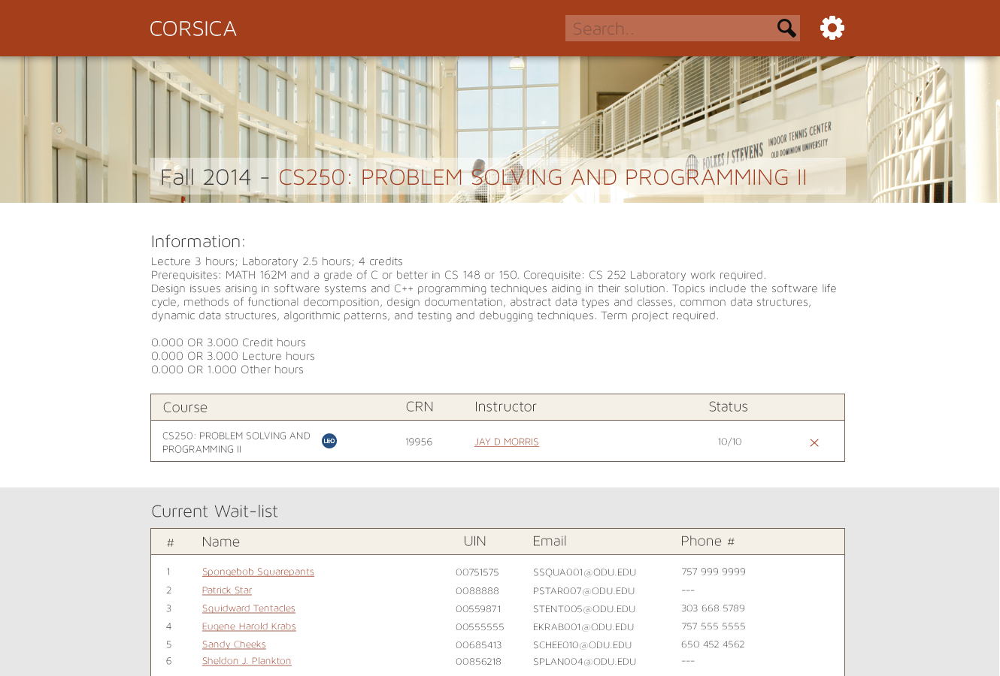 CORSICA
Search..
FOLKES / STEVENS
INDOOR TENNIS CENTER
OLD DOMINION UNIVERSITY
Fall 2014 - CS250: PROBLEM SOLVING AND PROGRAMMING II
Information:
Lecture 3 hours; Laboratory 2.5 hours; 4 credits
Prerequisites: MATH 162M and a grade of C or better in CS 148 or 150. Corequisite: CS 252 Laboratory work required.
Design issues arising in software systems and C++ programming techniques aiding in their solution. Topics include the software life
cycle, methods of functional decomposition, design documentation, abstract data types and classes, common data structures,
dynamic data structures, algorithmic patterns, and testing and debugging techniques. Term project required.
0.000 OR 3.000 Credit hours
0.000 OR 3.000 Lecture hours
0.000 OR 1.000 Other hours
Course CRN Instructor Status
CS250: PROBLEM SOLVING AND
PROGRAMMING II LEO 19956 JAY D MORRIS 10/10 ×
Current Wait-list
# Name UIN Email Phone #
1 Spongebob Squarepants 00751575 SSQUA001@ODU.EDU 757 999 9999
2 Patrick Star 0088888 PSTAR007@ODU.EDU ---
3 Squidward Tentacles 00559871 STENT005@ODU.EDU 303 668 5789
4 Eugene Harold Krabs 00555555 EKRAB001@ODU.EDU 757 555 5555
5 Sandy Cheeks 00685413 SCHEE010@ODU.EDU 650 452 4562
6 Sheldon J. Plankton 00856218 SPLAN004@ODU.EDU ---